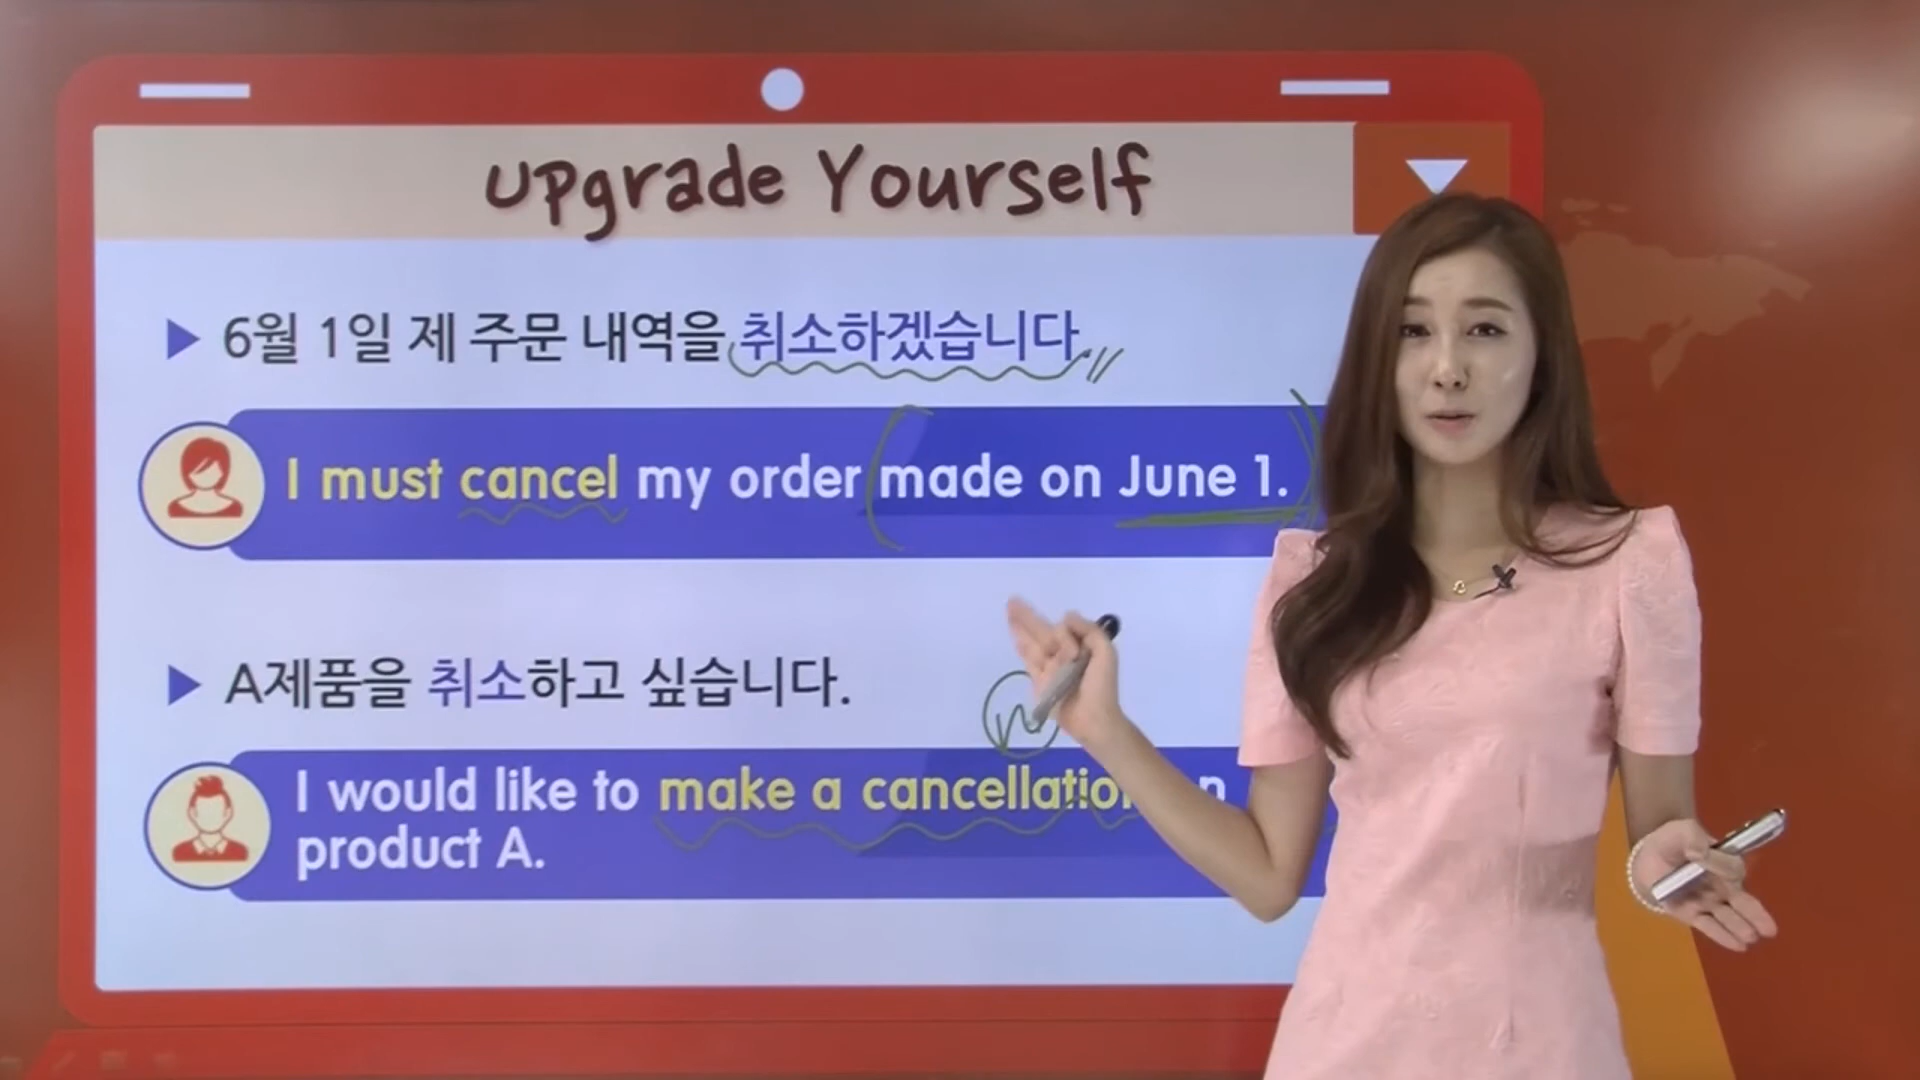 Upgrade Yourself
▶ 6월 1일 제 주문 내역을 취소하겠습니다.
I must cancel my order made on June 1.
▶ A제품을 취소하고 싶습니다.
N
I would like to make a cancellation
product A.